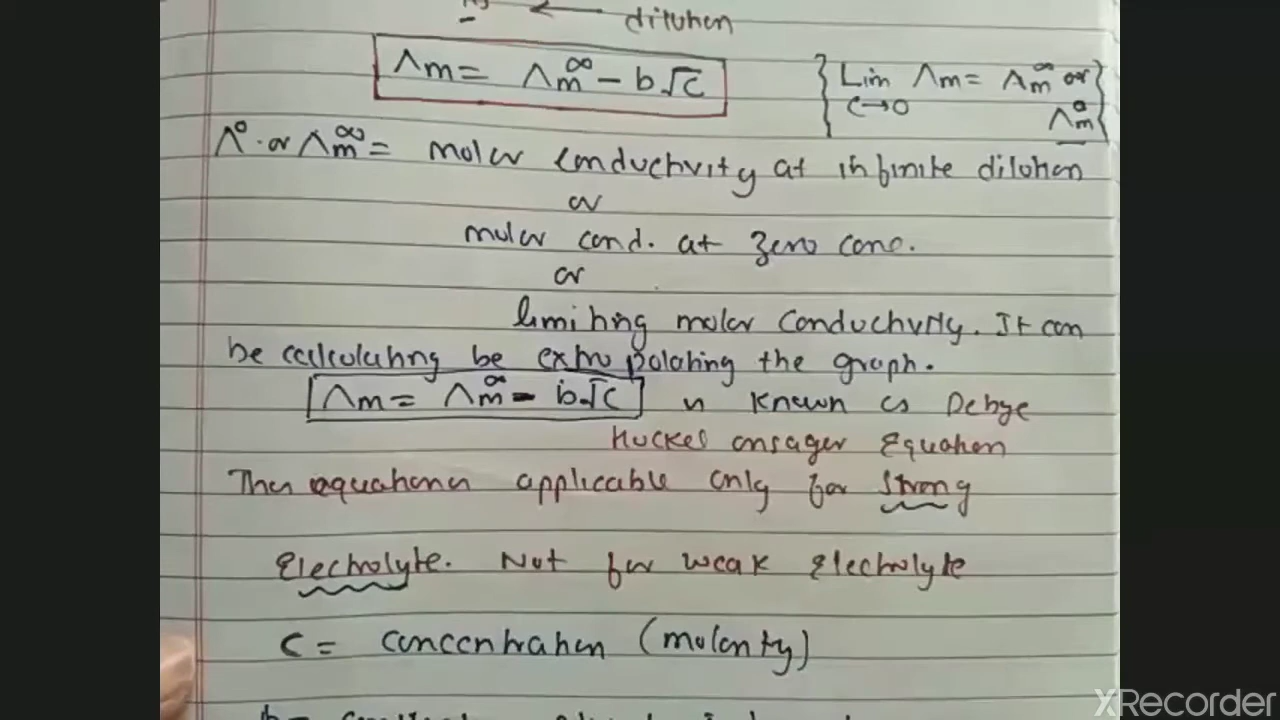 ← dilution
Λm = Λm^∞ - b√c
{ Lim Λm = Λm^∞ or
c→0 Λm^o }
Λ^o or Λm^∞ = molar conductivity at infinite dilution
or
molar cond. at zero conc.
or
limiting molar conductivity. It can
be calculating be extrapolating the graph.
Λm = Λm^∞ - b√c is known as Debye
Huckel onsager Equation
This equation is applicable only for strong
Electrolyte. Not for weak Electrolyte
c = concentration (molarity)
XRecorder